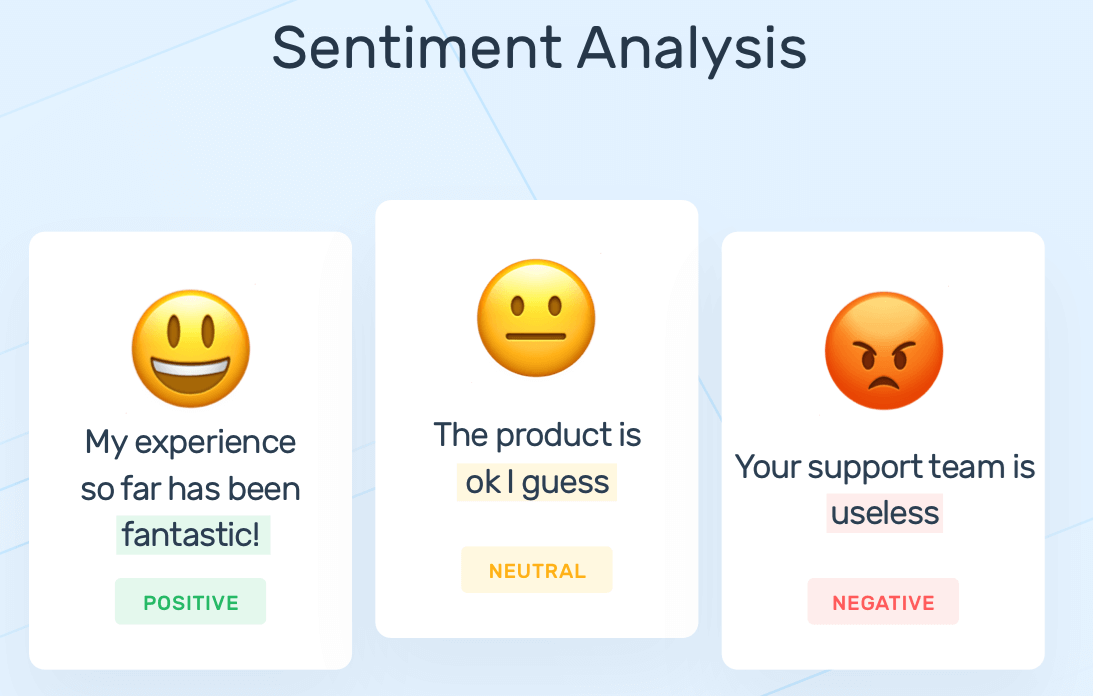 Sentiment Analysis
My experience
so far has been
fantastic!
POSITIVE
The product is
ok I guess
NEUTRAL
Your support team is
useless
NEGATIVE